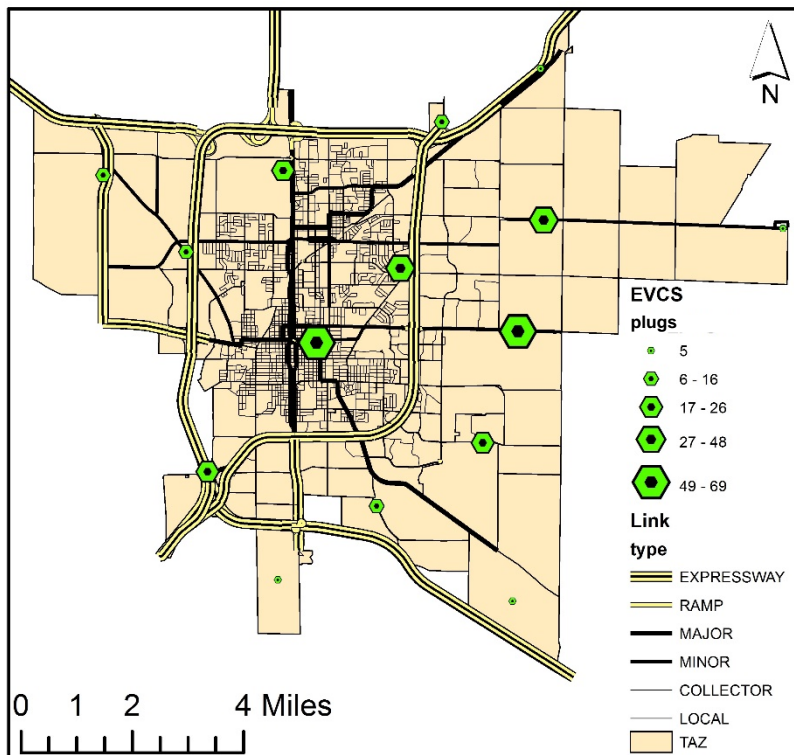 N
EVCS
plugs
5
6 - 16
17 - 26
27 - 48
49 - 69
Link
type
EXPRESSWAY
RAMP
MAJOR
MINOR
COLLECTOR
LOCAL
TAZ
0 1 2 4 Miles